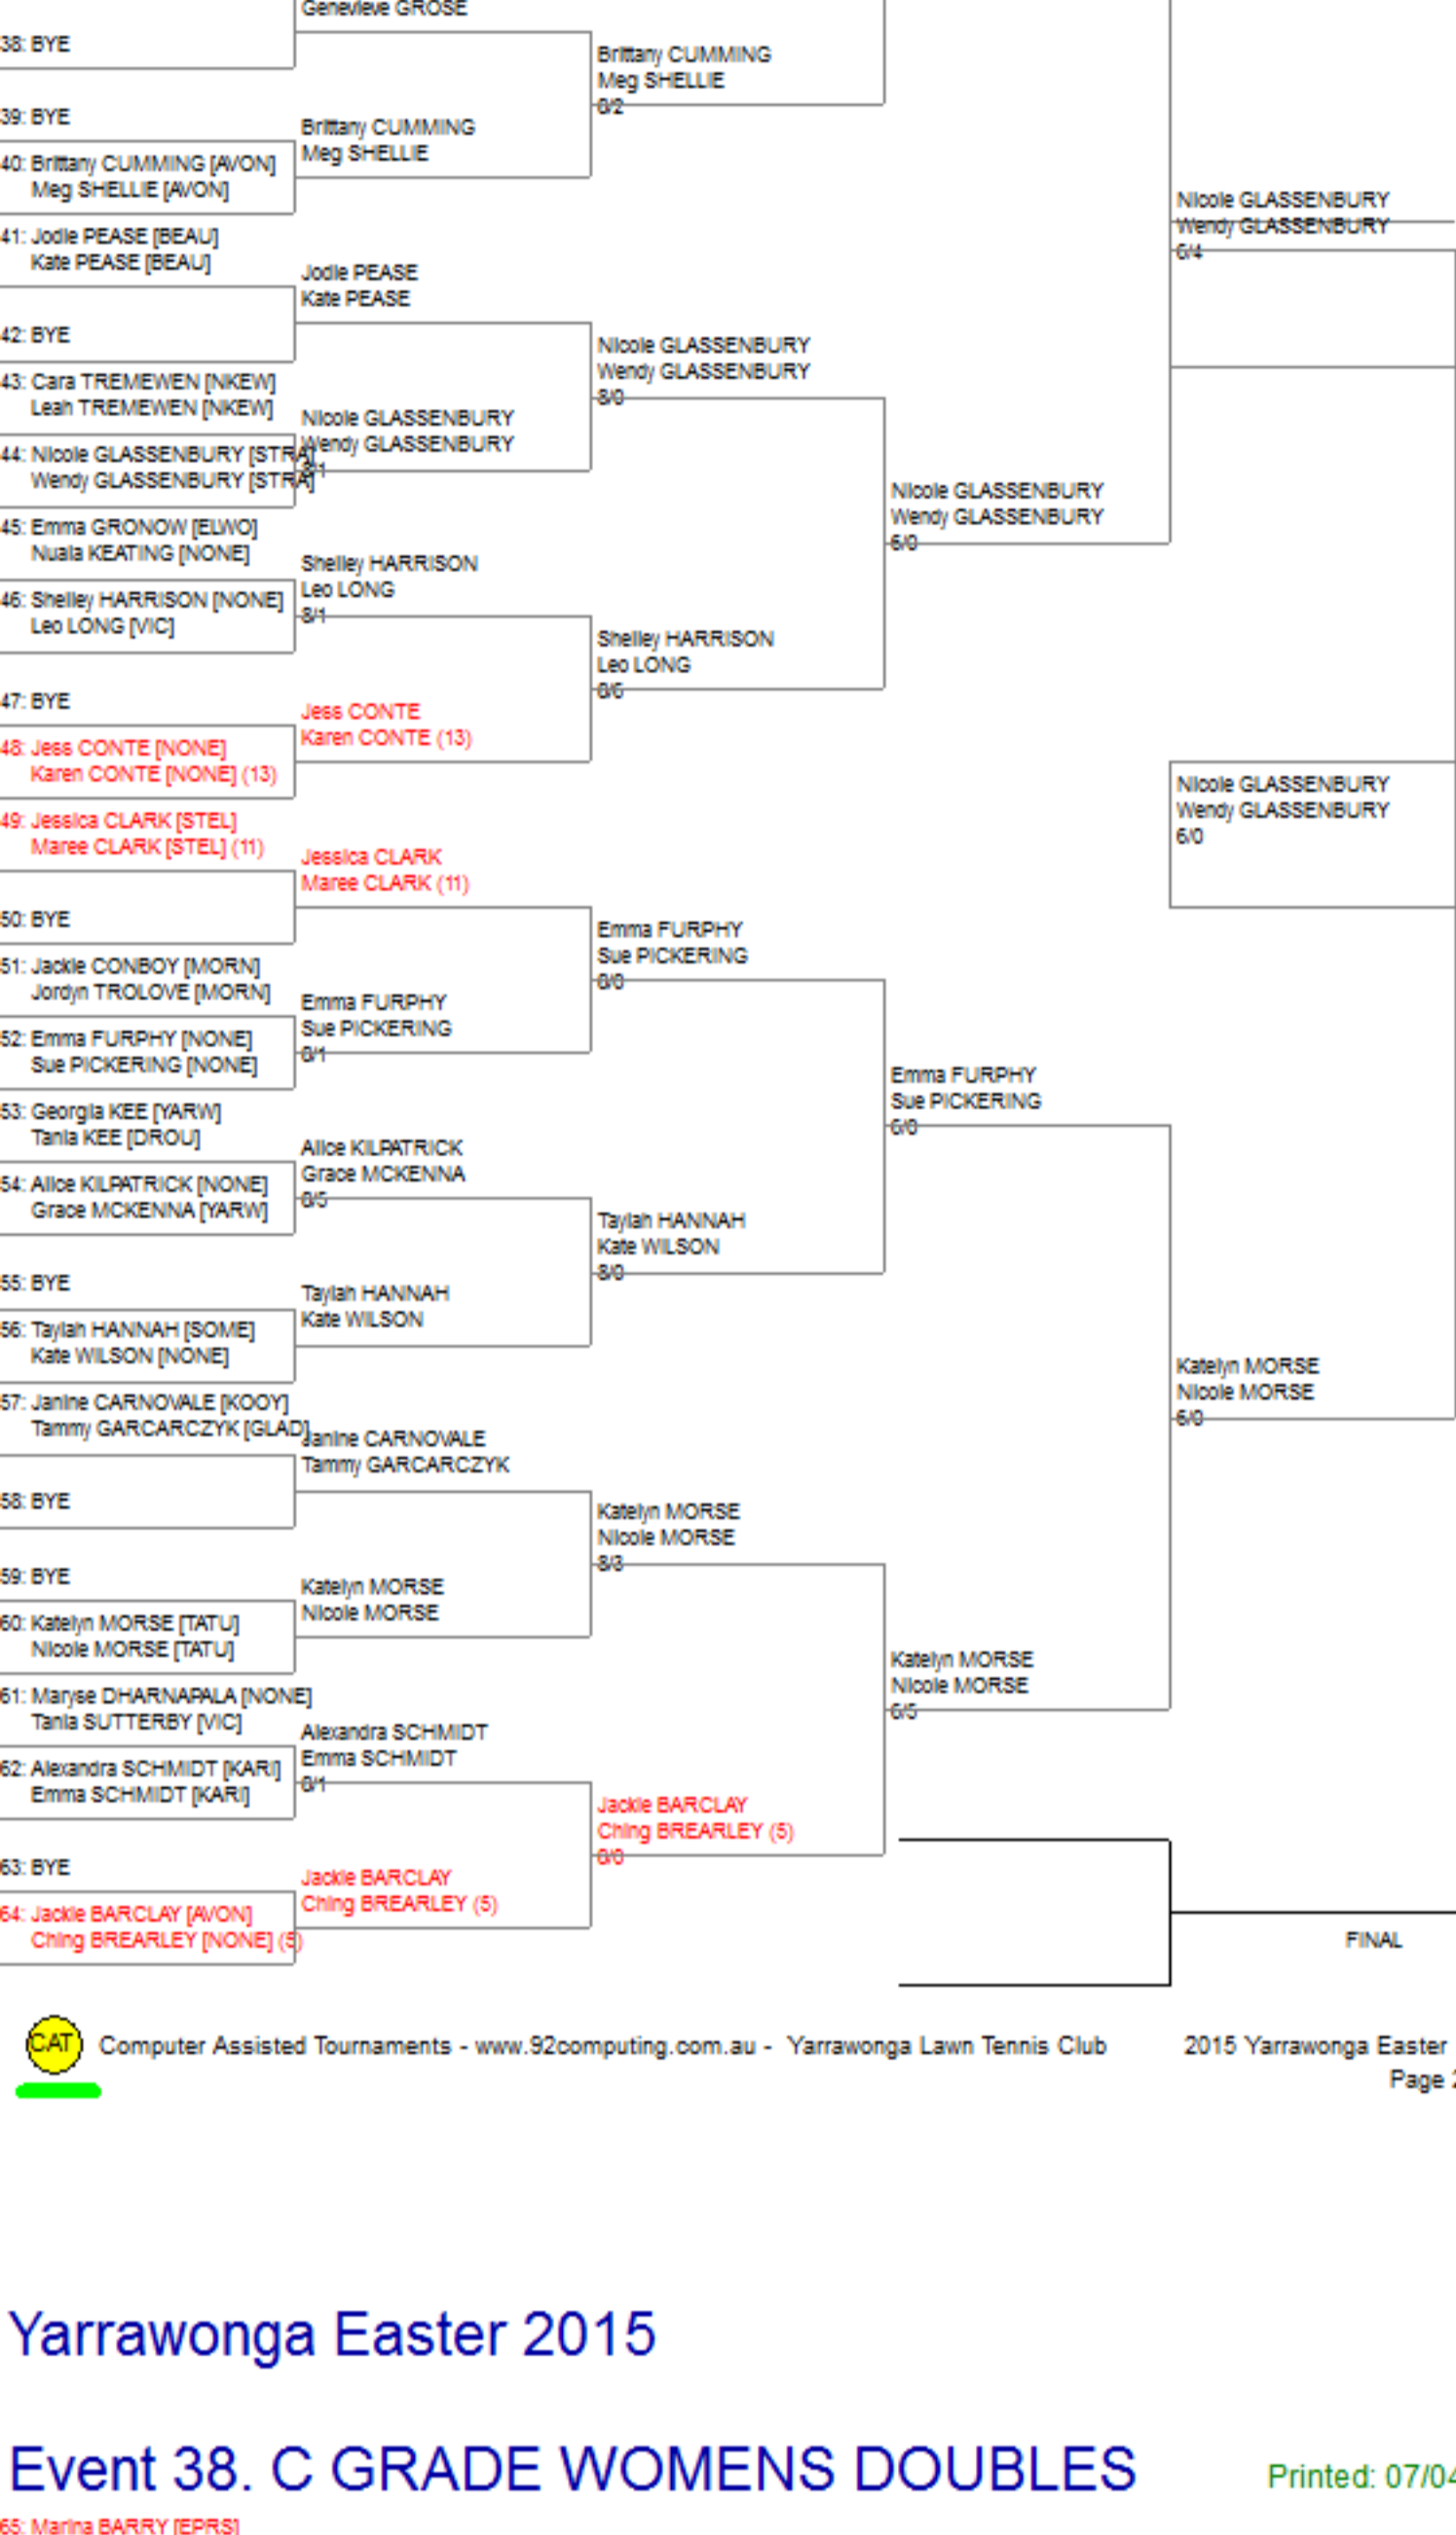 Genevieve GROSE
38: BYE
Brittany CUMMING
Meg SHELLIE
8/2
39: BYE
Brittany CUMMING
Meg SHELLIE
40: Brittany CUMMING [AVON]
Meg SHELLIE [AVON]
Nicole GLASSENBURY
Wendy GLASSENBURY
6/4
41: Jodie PEASE [BEAU]
Kate PEASE [BEAU]
Jodie PEASE
Kate PEASE
42: BYE
Nicole GLASSENBURY
Wendy GLASSENBURY
8/0
43: Cara TREMEWEN [NKEW]
Leah TREMEWEN [NKEW]
Nicole GLASSENBURY
Wendy GLASSENBURY
8/1
44: Nicole GLASSENBURY [STRA]
Wendy GLASSENBURY [STRA]
Nicole GLASSENBURY
Wendy GLASSENBURY
6/0
45: Emma GRONOW [ELWO]
Nuala KEATING [NONE]
Shelley HARRISON
Leo LONG
8/1
46: Shelley HARRISON [NONE]
Leo LONG [VIC]
Shelley HARRISON
Leo LONG
8/6
47: BYE
Jess CONTE
Karen CONTE (13)
48: Jess CONTE [NONE]
Karen CONTE [NONE] (13)
Nicole GLASSENBURY
Wendy GLASSENBURY
6/0
49: Jessica CLARK [STEL]
Maree CLARK [STEL] (11)
Jessica CLARK
Maree CLARK (11)
50: BYE
Emma FURPHY
Sue PICKERING
8/0
51: Jackie CONBOY [MORN]
Jordyn TROLOVE [MORN]
Emma FURPHY
Sue PICKERING
8/1
52: Emma FURPHY [NONE]
Sue PICKERING [NONE]
Emma FURPHY
Sue PICKERING
6/0
53: Georgia KEE [YARW]
Tania KEE [DROU]
Alice KILPATRICK
Grace MCKENNA
8/5
54: Alice KILPATRICK [NONE]
Grace MCKENNA [YARW]
Taylah HANNAH
Kate WILSON
8/0
55: BYE
Taylah HANNAH
Kate WILSON
56: Taylah HANNAH [SOME]
Kate WILSON [NONE]
Katelyn MORSE
Nicole MORSE
6/0
57: Janine CARNOVALE [KOOY]
Tammy GARCARCZYK [GLAD]
Janine CARNOVALE
Tammy GARCARCZYK
58: BYE
Katelyn MORSE
Nicole MORSE
8/3
59: BYE
Katelyn MORSE
Nicole MORSE
60: Katelyn MORSE [TATU]
Nicole MORSE [TATU]
Katelyn MORSE
Nicole MORSE
6/5
61: Maryse DHARNAPALA [NONE]
Tania SUTTERBY [VIC]
Alexandra SCHMIDT
Emma SCHMIDT
8/1
62: Alexandra SCHMIDT [KARI]
Emma SCHMIDT [KARI]
Jackie BARCLAY
Ching BREARLEY (5)
8/0
63: BYE
Jackie BARCLAY
Ching BREARLEY (5)
64: Jackie BARCLAY [AVON]
Ching BREARLEY [NONE] (5)
FINAL
CAT Computer Assisted Tournaments - www.92computing.com.au - Yarrawonga Lawn Tennis Club 2015 Yarrawonga Easter
Page
Yarrawonga Easter 2015
Event 38. C GRADE WOMENS DOUBLES Printed: 07/04
65: Marina BARRY [EPRS]